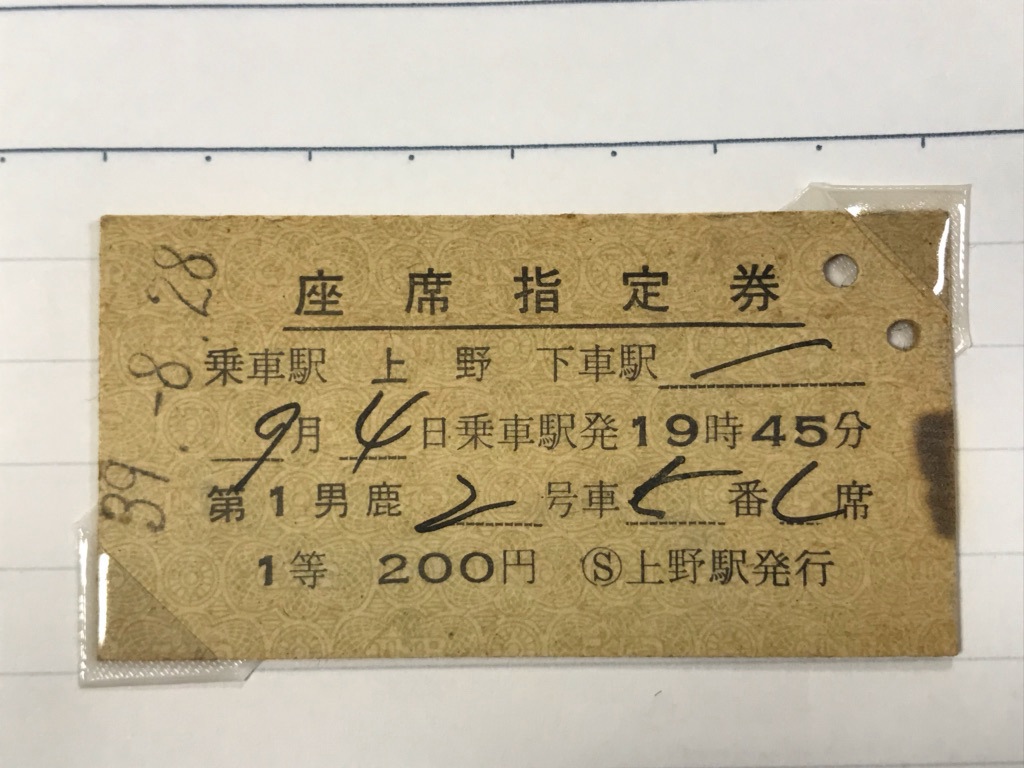 座席指定券
乗車駅 上野 下車駅 ―
9月4日乗車駅発19時45分
第1男鹿 2号車 5番 C席
1等 200円 Ⓢ上野駅発行
39.-8.28